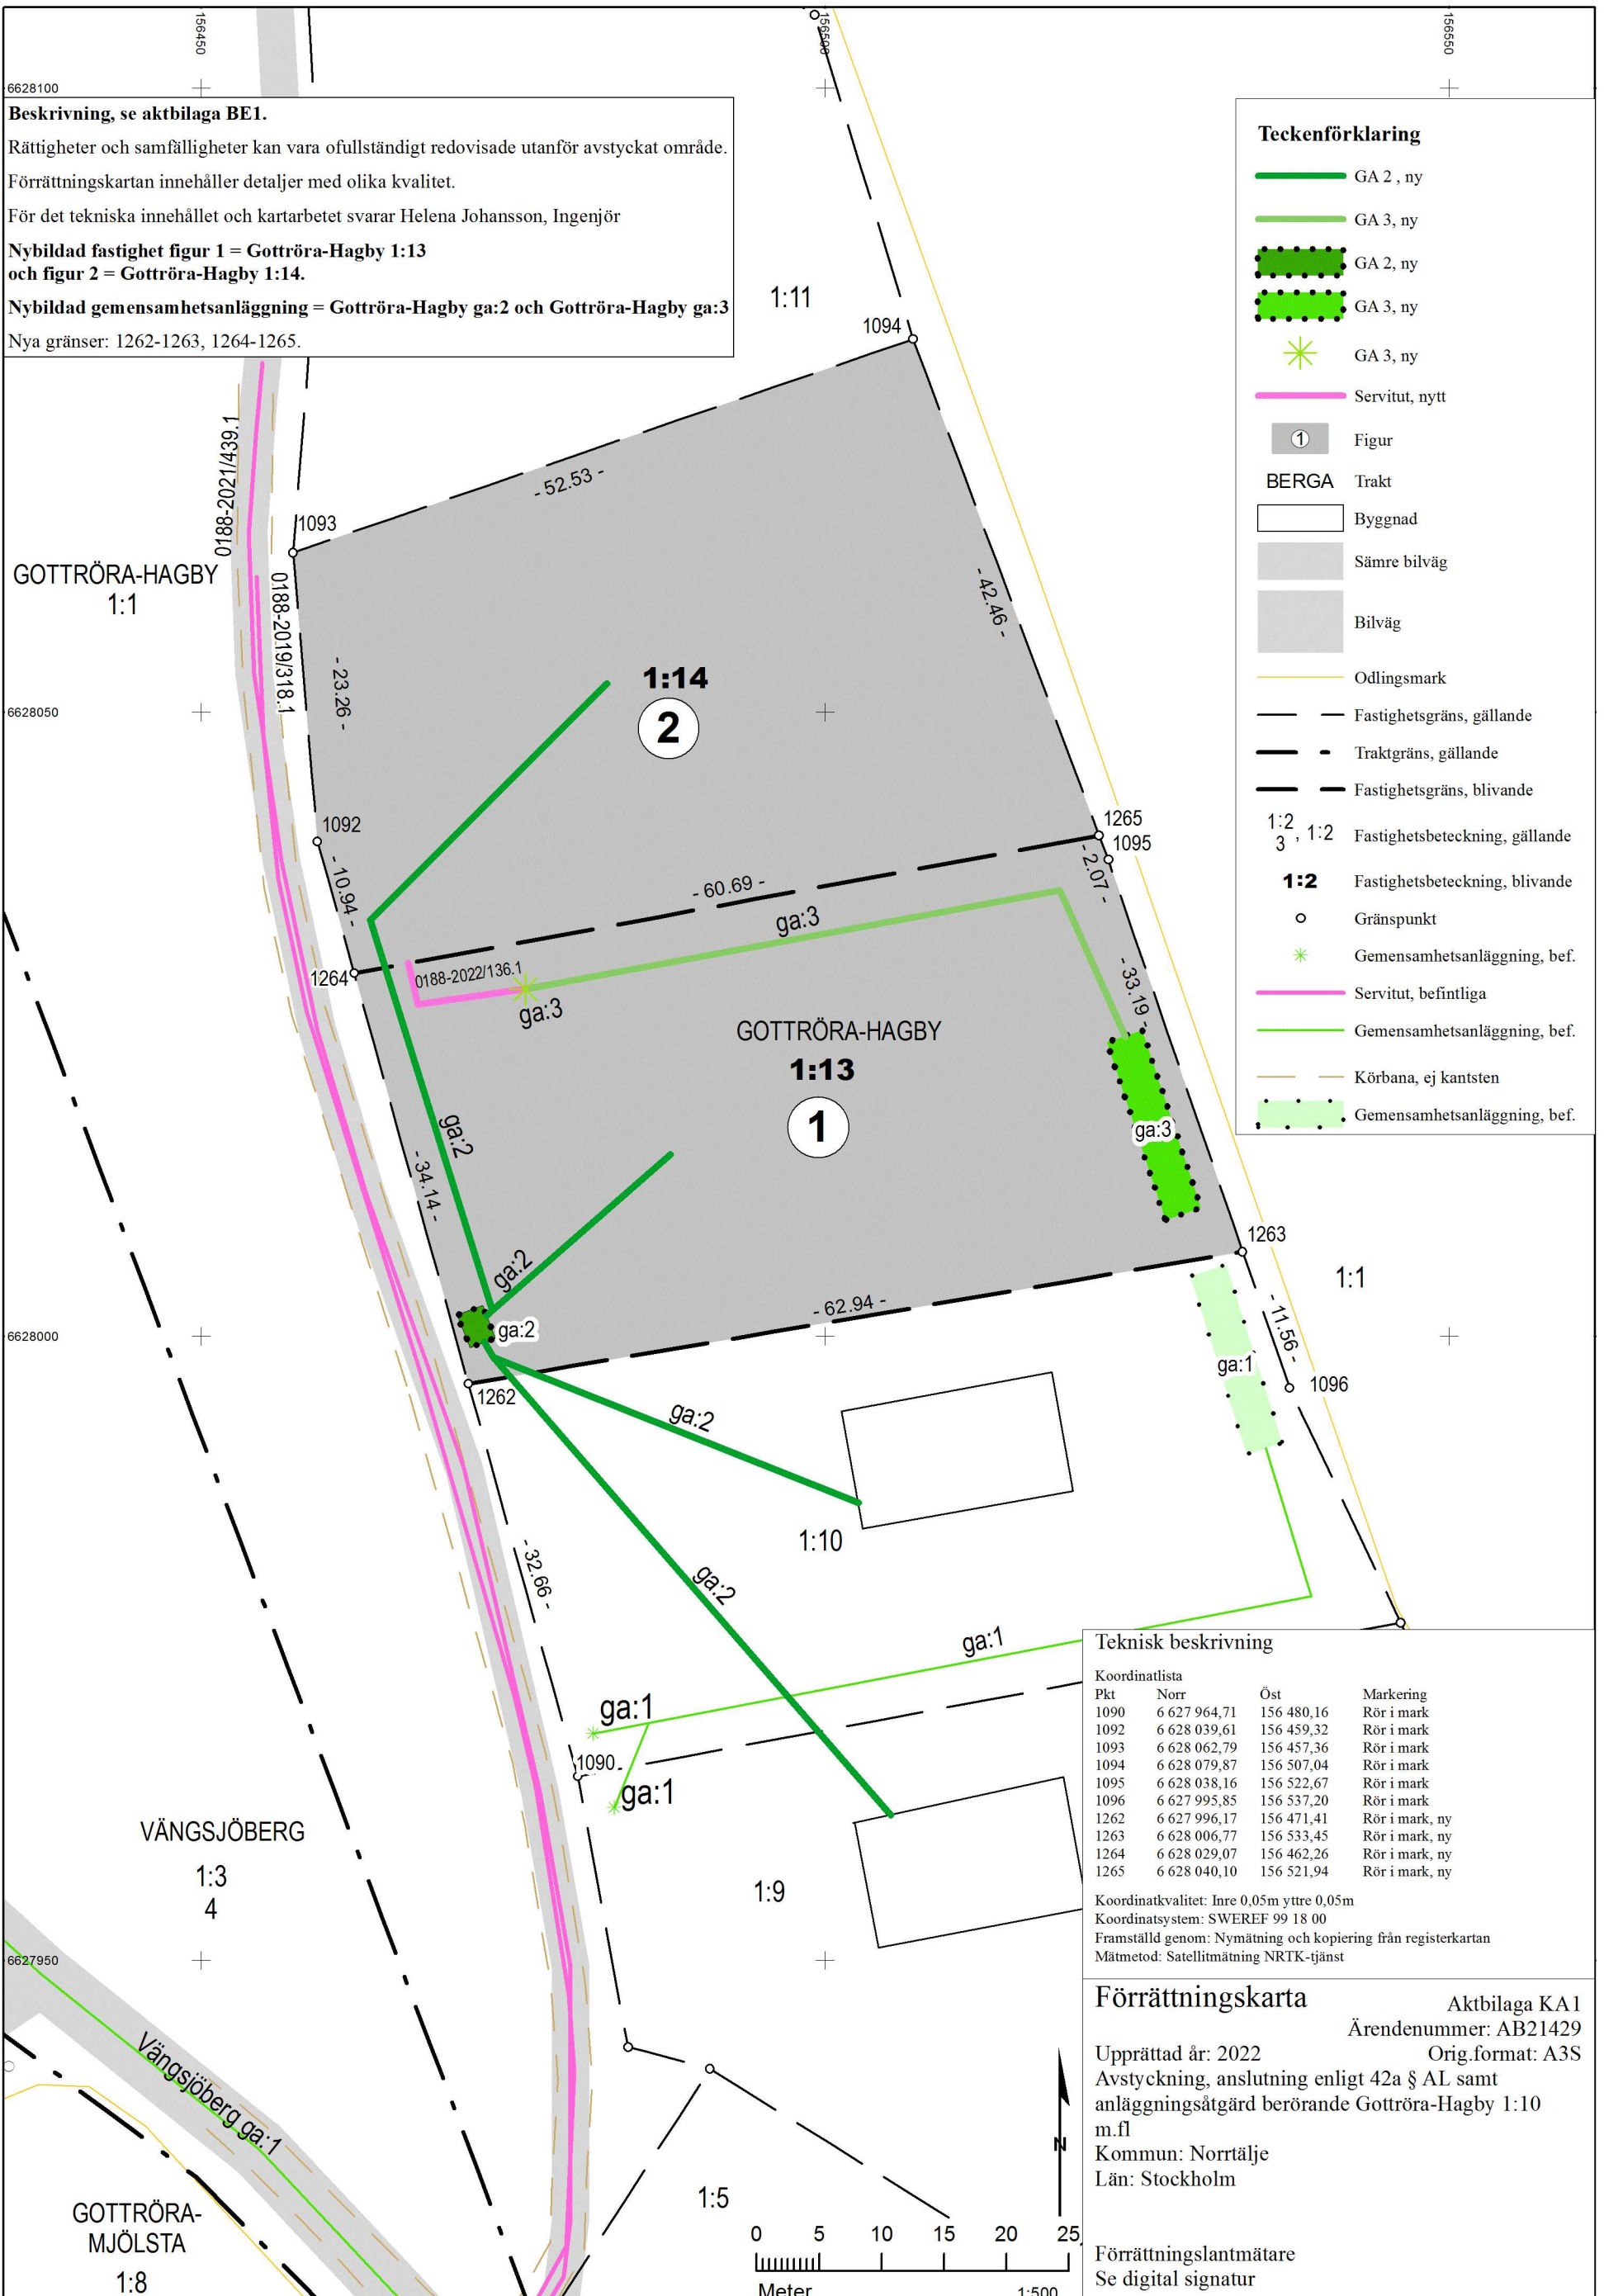 156450
156500
156550
6628100
Beskrivning, se aktbilaga BE1.
Rättigheter och samfälligheter kan vara ofullständigt redovisade utanför avstyckat område.
Förrättningskartan innehåller detaljer med olika kvalitet.
För det tekniska innehållet och kartarbetet svarar Helena Johansson, Ingenjör
Nybildad fastighet figur 1 = Gottröra-Hagby 1:13
och figur 2 = Gottröra-Hagby 1:14.
Nybildad gemensamhetsanläggning = Gottröra-Hagby ga:2 och Gottröra-Hagby ga:3
Nya gränser: 1262-1263, 1264-1265.
Teckenförklaring
GA 2 , ny
GA 3, ny
GA 2, ny
GA 3, ny
GA 3, ny
Servitut, nytt
1 Figur
BERGA Trakt
Byggnad
Sämre bilväg
Bilväg
Odlingsmark
Fastighetsgräns, gällande
Traktgräns, gällande
Fastighetsgräns, blivande
1:2
3 , 1:2 Fastighetsbeteckning, gällande
1:2 Fastighetsbeteckning, blivande
Gränspunkt
Gemensamhetsanläggning, bef.
Servitut, befintliga
Gemensamhetsanläggning, bef.
Körbana, ej kantsten
Gemensamhetsanläggning, bef.
1:11
1094
- 52.53 -
0188-2021/439.1
1093
GOTTRÖRA-HAGBY
1:1
0188-2019/318.1
- 42.46 -
- 23.26 -
1:14
2
6628050
1092
1265
1095
- 10.94 -
- 60.69 -
- 2.07 -
ga:3
1264
0188-2022/136.1
ga:3
- 33.19 -
GOTTRÖRA-HAGBY
1:13
1
ga:2
ga:3
- 34.14 -
1263
ga:2
1:1
- 62.94 -
6628000
ga:2
- 11.56 -
ga:1
1262
1096
ga:2
1:10
- 32.66 -
ga:2
ga:1
ga:1
1090
ga:1
VÄNGSJÖBERG
1:3
4
1:9
6627950
Vängsjöberg ga:1
1:5
GOTTRÖRA-
MJÖLSTA
1:8
N
0 5 10 15 20 25
Meter 1:500
Teknisk beskrivning
Koordinatlista
Pkt Norr Öst Markering
1090 6 627 964,71 156 480,16 Rör i mark
1092 6 628 039,61 156 459,32 Rör i mark
1093 6 628 062,79 156 457,36 Rör i mark
1094 6 628 079,87 156 507,04 Rör i mark
1095 6 628 038,16 156 522,67 Rör i mark
1096 6 627 995,85 156 537,20 Rör i mark
1262 6 627 996,17 156 471,41 Rör i mark, ny
1263 6 628 006,77 156 533,45 Rör i mark, ny
1264 6 628 029,07 156 462,26 Rör i mark, ny
1265 6 628 040,10 156 521,94 Rör i mark, ny
Koordinatkvalitet: Inre 0,05m yttre 0,05m
Koordinatsystem: SWEREF 99 18 00
Framställd genom: Nymätning och kopiering från registerkartan
Mätmetod: Satellitmätning NRTK-tjänst
Förrättningskarta
Aktbilaga KA1
Ärendenummer: AB21429
Upprättad år: 2022 Orig.format: A3S
Avstyckning, anslutning enligt 42a § AL samt
anläggningsåtgärd berörande Gottröra-Hagby 1:10
m.fl
Kommun: Norrtälje
Län: Stockholm
Förrättningslantmätare
Se digital signatur